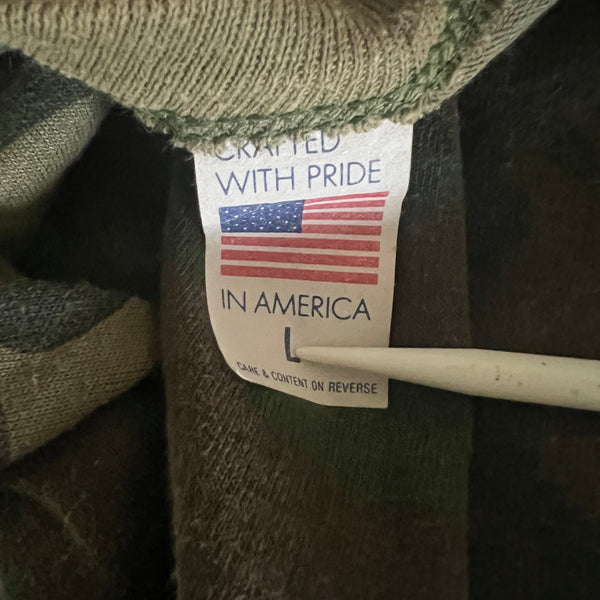 CRAFTED
WITH PRIDE
IN AMERICA
L
CARE & CONTENT ON REVERSE